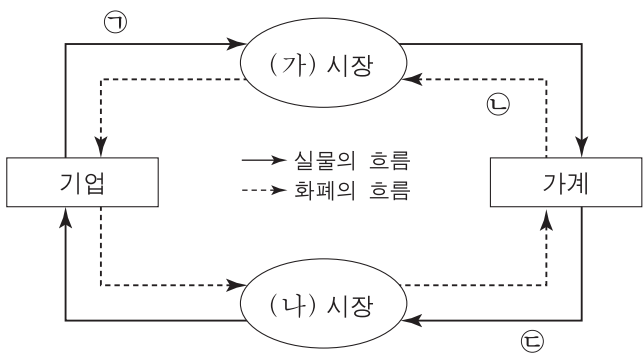 ㉠
(가) 시장
㉡
실물의 흐름
기업
가계
화폐의 흐름
(나) 시장
㉢